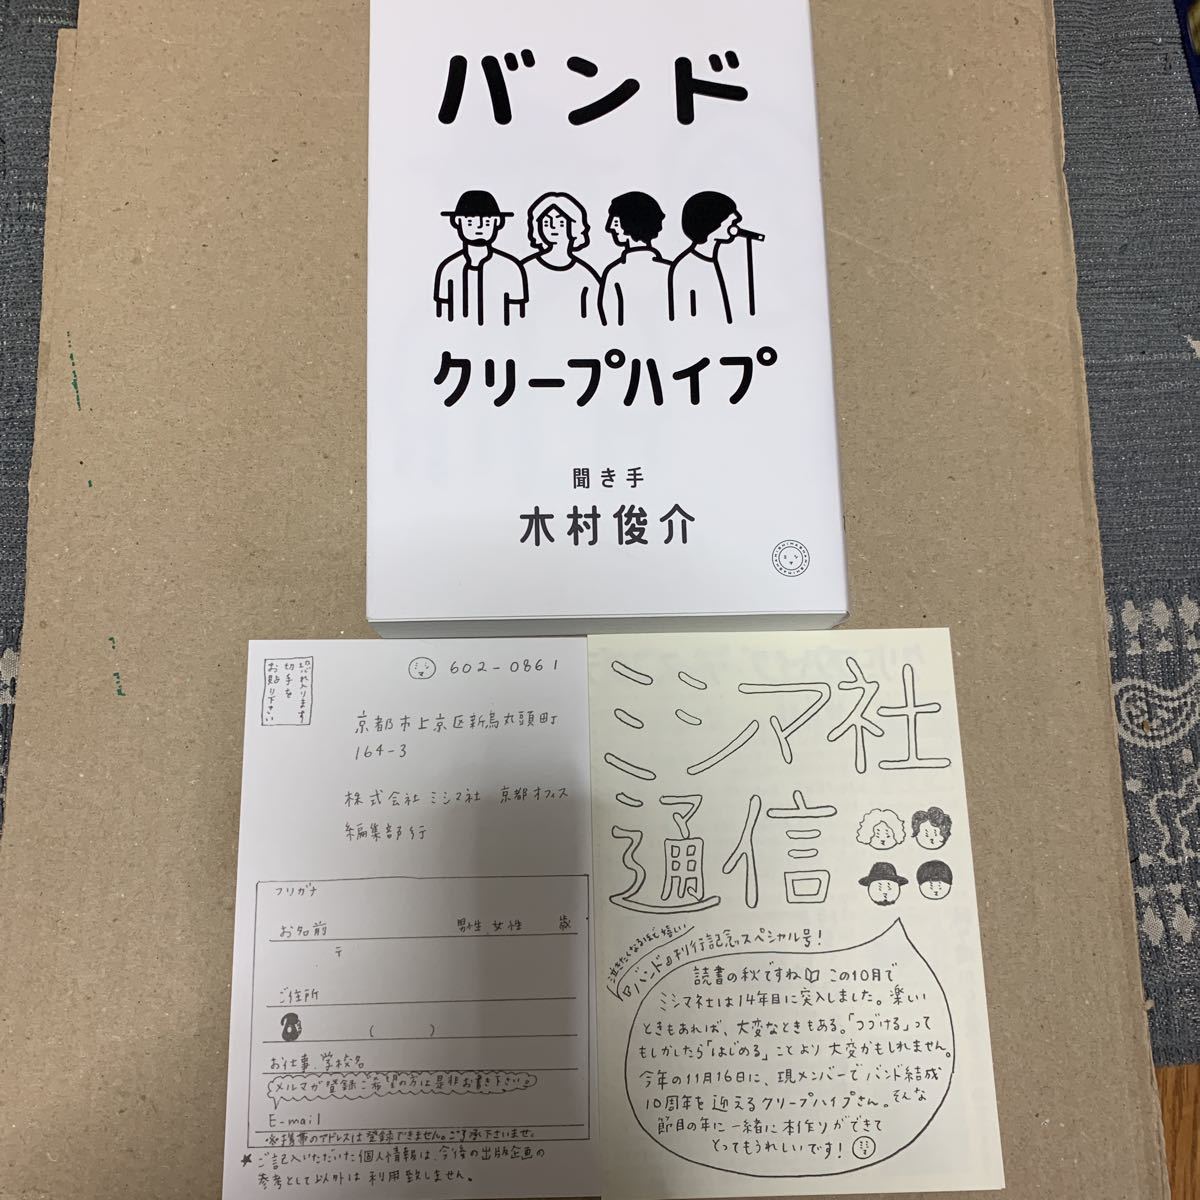 バンド
クリープハイプ
聞き手
木村俊介
ミシマ
恐れ入ります
切手を
お貼り下さい
ミシマ
602-0861
京都市上京区新烏丸頭町
164-3
株式会社 ミシマ社 京都オフィス
編集部行
フリガナ
お名前 男性 女性 歳
〒
ご住所
( )
お仕事、学校名
メルマガ登録ご希望の方は是非お書き下さい。
E-mail
※携帯のアドレスは登録できません。ご了承下さいませ。
★ご記入いただいた個人情報は、今後の出版企画の
参考として以外は利用致しません。
ミシマ社
通信
泣きたくなるほど嬉しい
『バンド』刊行記念スペシャル号!
読書の秋ですね この10月で
ミシマ社は14年目に突入しました。楽しい
ときもあれば、大変なときもある。「つづける」って
もしかしたら「はじめる」ことより大変かもしれません。
今年の11月16日に、現メンバーでバンド結成
10周年を迎えるクリープハイプさん。そんな
節目の年に一緒に本作りができて
とってもうれしいです!